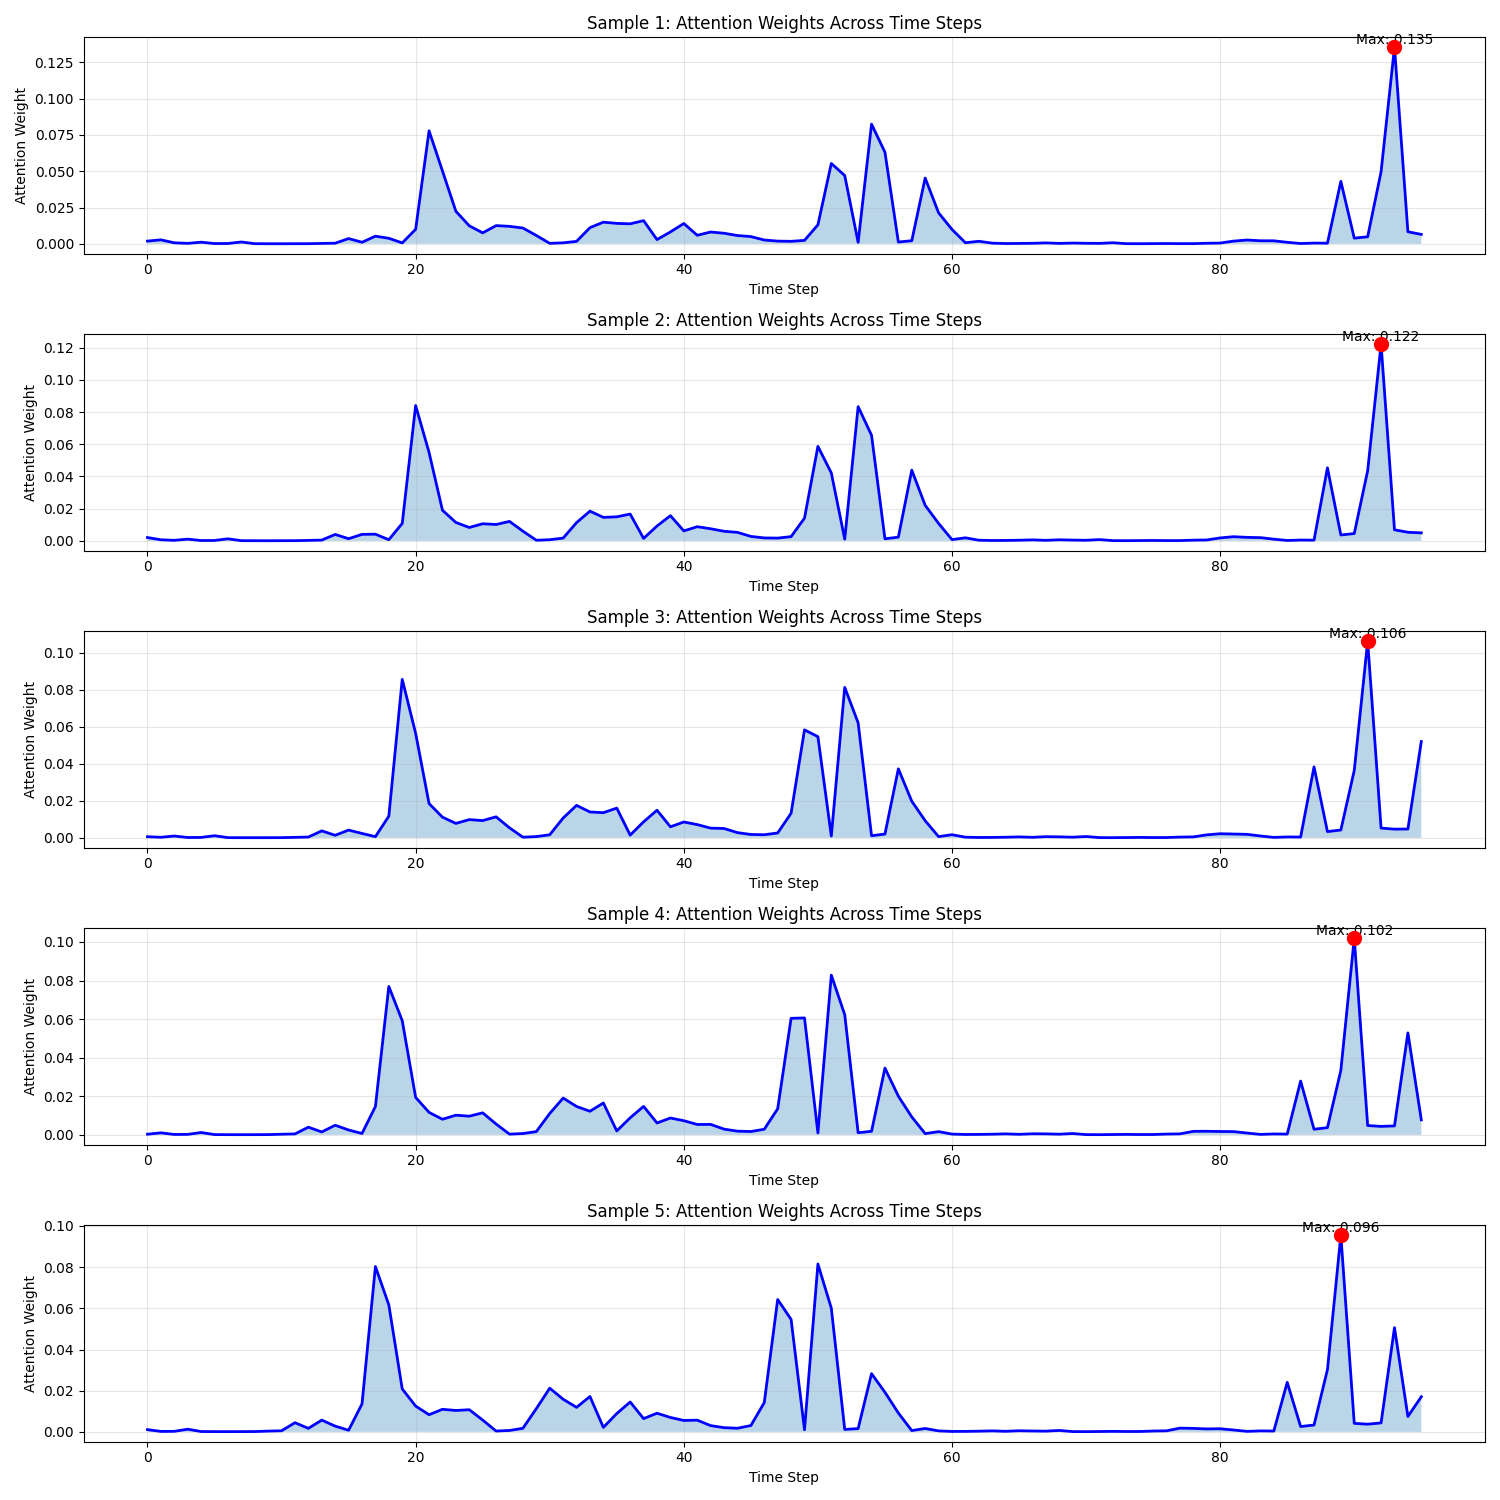 Sample 1: Attention Weights Across Time Steps
Max: 0.135
Attention Weight
0.125
0.100
0.075
0.050
0.025
0.000
0 20 40 60 80
Time Step
Sample 2: Attention Weights Across Time Steps
Max: 0.122
Attention Weight
0.12
0.10
0.08
0.06
0.04
0.02
0.00
0 20 40 60 80
Time Step
Sample 3: Attention Weights Across Time Steps
Max: 0.106
Attention Weight
0.10
0.08
0.06
0.04
0.02
0.00
0 20 40 60 80
Time Step
Sample 4: Attention Weights Across Time Steps
Max: 0.102
Attention Weight
0.10
0.08
0.06
0.04
0.02
0.00
0 20 40 60 80
Time Step
Sample 5: Attention Weights Across Time Steps
Max: 0.096
Attention Weight
0.10
0.08
0.06
0.04
0.02
0.00
0 20 40 60 80
Time Step